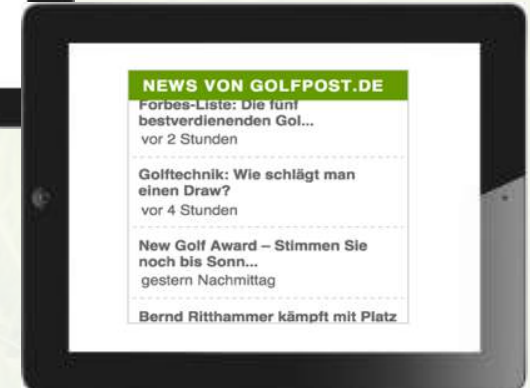 NEWS VON GOLFPOST.DE
Forbes-Liste: Die fünf
bestverdienenden Gol...
vor 2 Stunden
Golftechnik: Wie schlägt man
einen Draw?
vor 4 Stunden
New Golf Award – Stimmen Sie
noch bis Sonn...
gestern Nachmittag
Bernd Ritthammer kämpft mit Platz